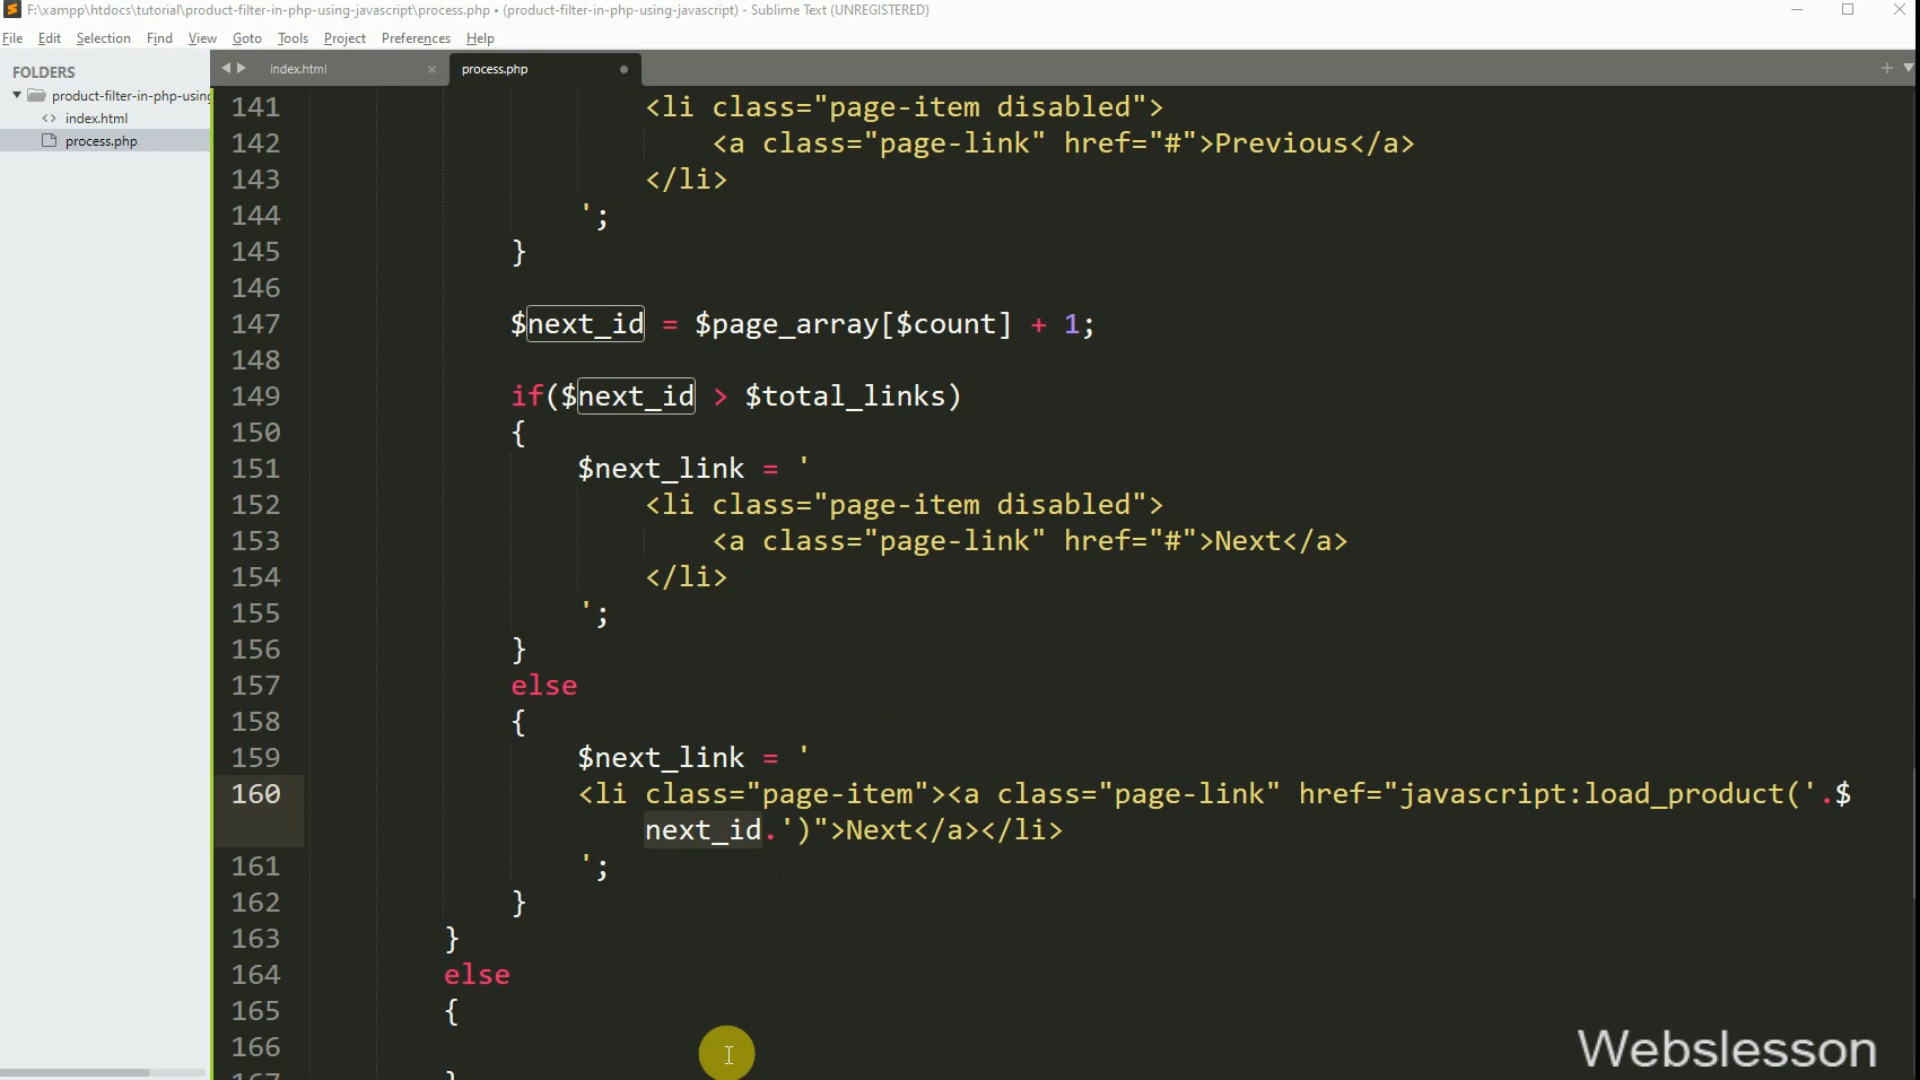 F:\xampp\htdocs\tutorial\product-filter-in-php-using-javascript\process.php • (product-filter-in-php-using-javascript) - Sublime Text (UNREGISTERED)
File Edit Selection Find View Goto Tools Project Preferences Help
FOLDERS
product-filter-in-php-using
index.html
process.php
index.html process.php
141 <li class="page-item disabled">
142 <a class="page-link" href="#">Previous</a>
143 </li>
144 ';
145 }
146
147 $next_id = $page_array[$count] + 1;
148
149 if($next_id > $total_links)
150 {
151 $next_link = '
152 <li class="page-item disabled">
153 <a class="page-link" href="#">Next</a>
154 </li>
155 ';
156 }
157 else
158 {
159 $next_link = '
160 <li class="page-item"><a class="page-link" href="javascript:load_product('.$
next_id.')">Next</a></li>
161 ';
162 }
163 }
164 else
165 {
166
Webslesson